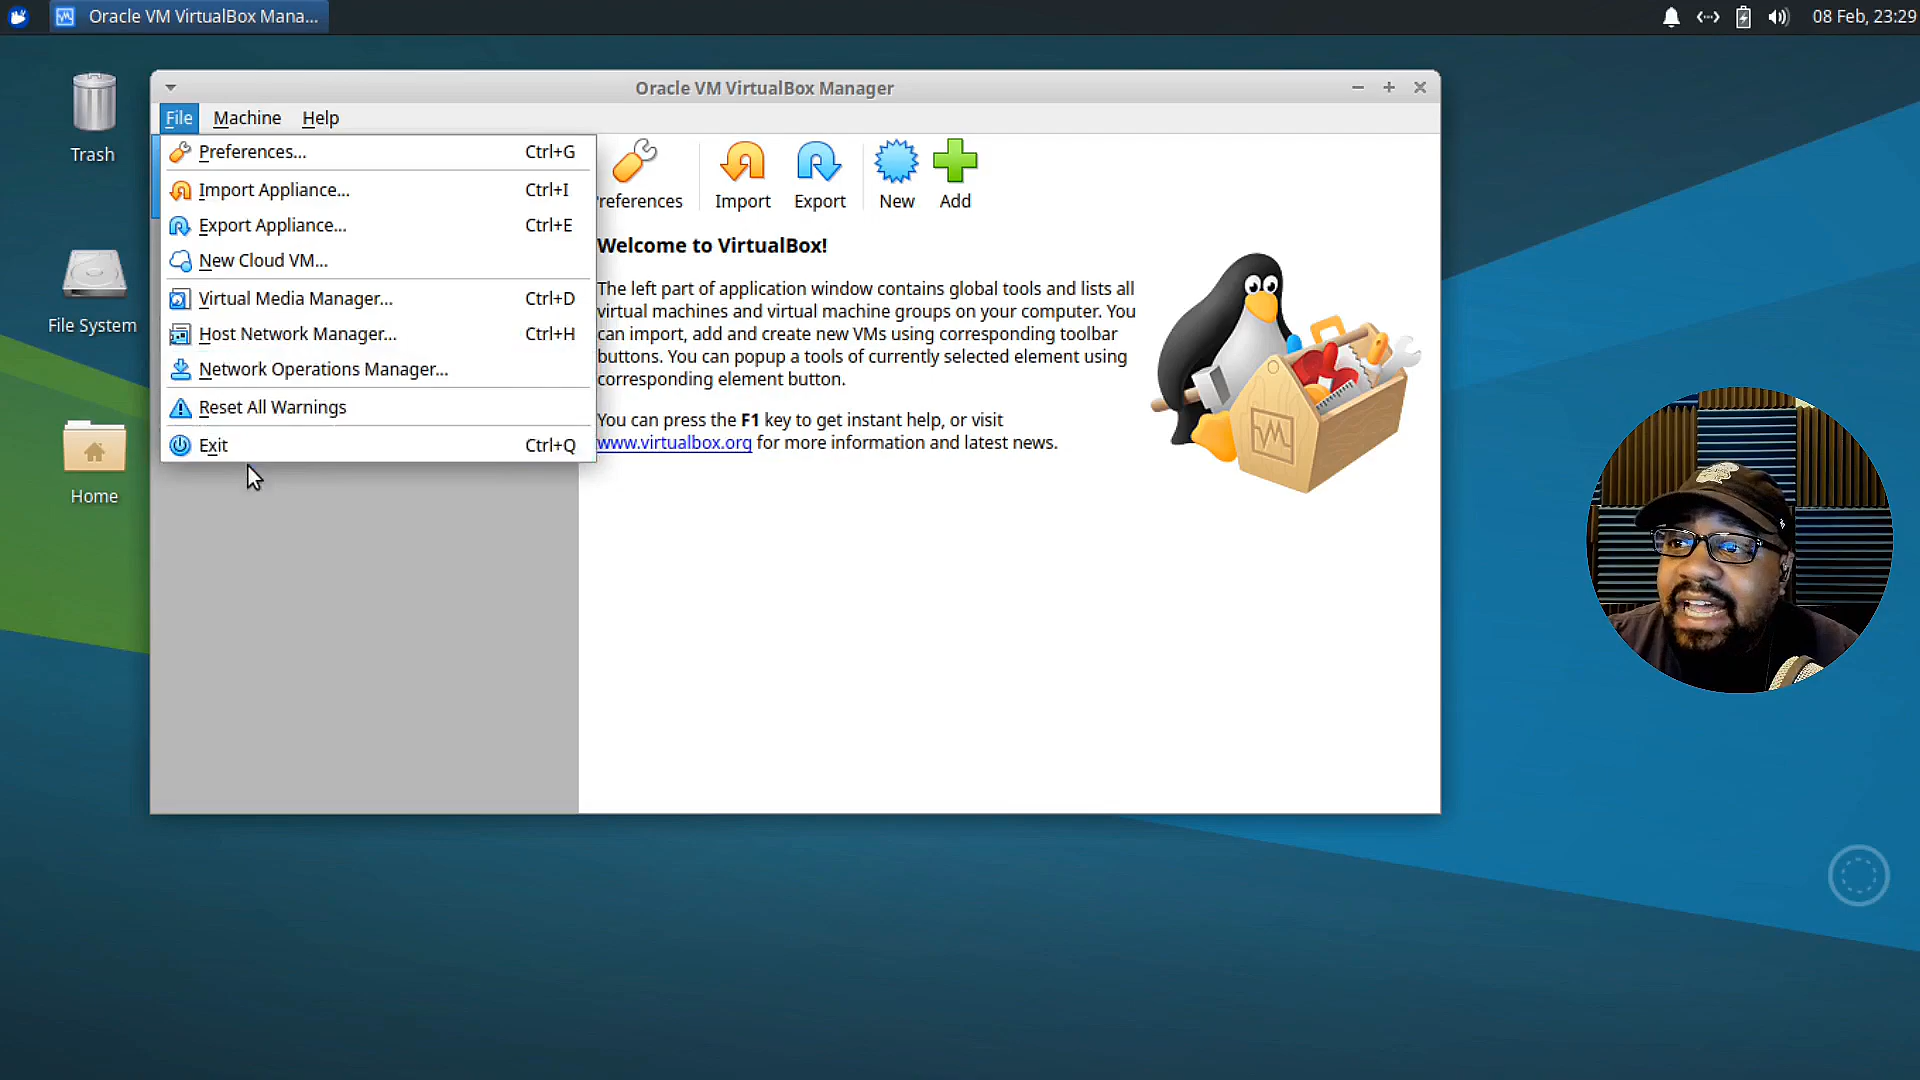 Oracle VM VirtualBox Mana...
08 Feb, 23:29
Trash
File System
Home
Oracle VM VirtualBox Manager
File Machine Help
Preferences... Ctrl+G
Import Appliance... Ctrl+I
Export Appliance... Ctrl+E
New Cloud VM...
Virtual Media Manager... Ctrl+D
Host Network Manager... Ctrl+H
Network Operations Manager...
Reset All Warnings
Exit Ctrl+Q
references Import Export New Add
Welcome to VirtualBox!
The left part of application window contains global tools and lists all
virtual machines and virtual machine groups on your computer. You
can import, add and create new VMs using corresponding toolbar
buttons. You can popup a tools of currently selected element using
corresponding element button.
You can press the F1 key to get instant help, or visit
www.virtualbox.org for more information and latest news.